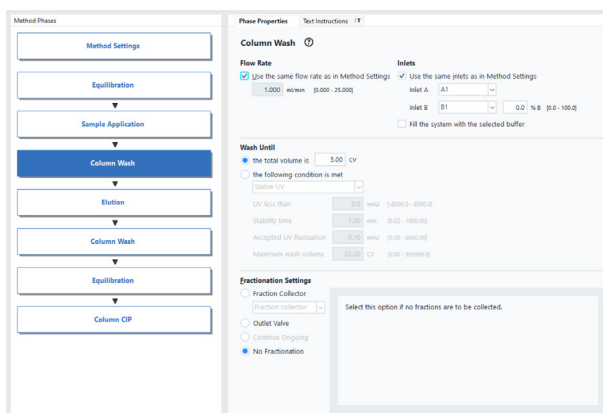 Method Phases
Method Settings
Equilibration
Sample Application
Column Wash
Elution
Column Wash
Equilibration
Column CIP
Phase Properties Text Instructions
Column Wash ?
Flow Rate
Use the same flow rate as in Method Settings
1.000 ml/min [0.000 - 25.000]
Inlets
Use the same inlets as in Method Settings
Inlet A A1
Inlet B B1 0.0 % B [0.0 - 100.0]
Fill the system with the selected buffer
Wash Until
the total volume is 5.00 CV
the following condition is met
Stable UV
UV less than 0.0 mAU [-6000.0 - 6000.0]
Stability time 1.00 min [0.02 - 1000.00]
Accepted UV fluctuation 0.10 mAU [0.00 - 6000.00]
Maximum wash volume 20.00 CV [0.00 - 999999.0]
Fractionation Settings
Fraction Collector
Fraction collector
Outlet Valve
Continue Ongoing
No Fractionation
Select this option if no fractions are to be collected.